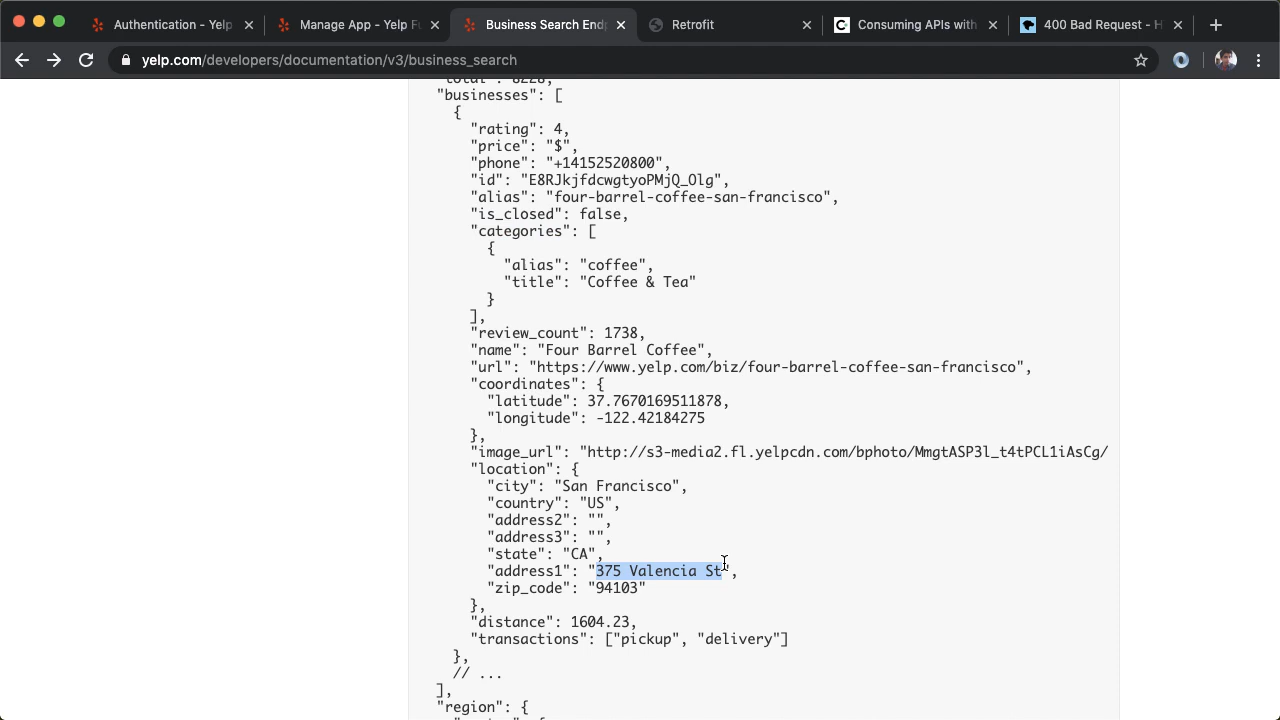 Authentication - Yelp
Manage App - Yelp F
Business Search End
Retrofit
Consuming APIs with
400 Bad Request - H
yelp.com/developers/documentation/v3/business_search
"total": 8228,
"businesses": [
{
"rating": 4,
"price": "$",
"phone": "+14152520800",
"id": "E8RJkjfdcwgtyoPMjQ_Olg",
"alias": "four-barrel-coffee-san-francisco",
"is_closed": false,
"categories": [
{
"alias": "coffee",
"title": "Coffee & Tea"
}
],
"review_count": 1738,
"name": "Four Barrel Coffee",
"url": "https://www.yelp.com/biz/four-barrel-coffee-san-francisco",
"coordinates": {
"latitude": 37.7670169511878,
"longitude": -122.42184275
},
"image_url": "http://s3-media2.fl.yelpcdn.com/bphoto/MmgtASP3l_t4tPCL1iAsCg/
"location": {
"city": "San Francisco",
"country": "US",
"address2": "",
"address3": "",
"state": "CA",
"address1": "375 Valencia St",
"zip_code": "94103"
},
"distance": 1604.23,
"transactions": ["pickup", "delivery"]
},
// ...
],
"region": {